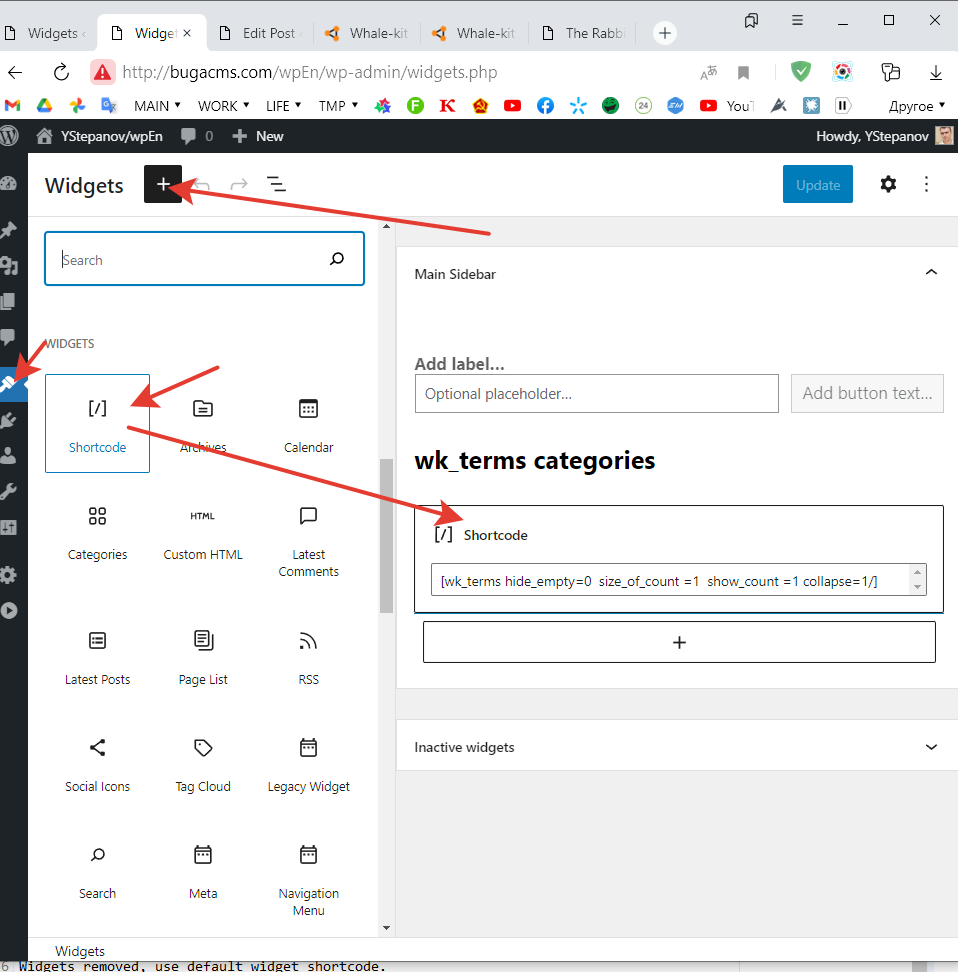 Widgets
Widget
Edit Post
Whale-kit
Whale-kit
The Rabb
http://bugacms.com/wpEn/wp-admin/widgets.php
MAIN
WORK
LIFE
TMP
F
K
24
You
Другое
YStepanov/wpEn
0
New
Howdy, YStepanov
Widgets
Update
Search
Main Sidebar
WIDGETS
Add label...
Optional placeholder...
Add button text...
[/]
Shortcode
Archives
Calendar
wk_terms categories
HTML
Categories
Custom HTML
Latest
Comments
[/] Shortcode
[wk_terms hide_empty=0  size_of_count =1  show_count =1 collapse=1/]
Latest Posts
Page List
RSS
Social Icons
Tag Cloud
Legacy Widget
Inactive widgets
Search
Meta
Navigation
Menu
Widgets
6 Widgets removed, use default widget shortcode.